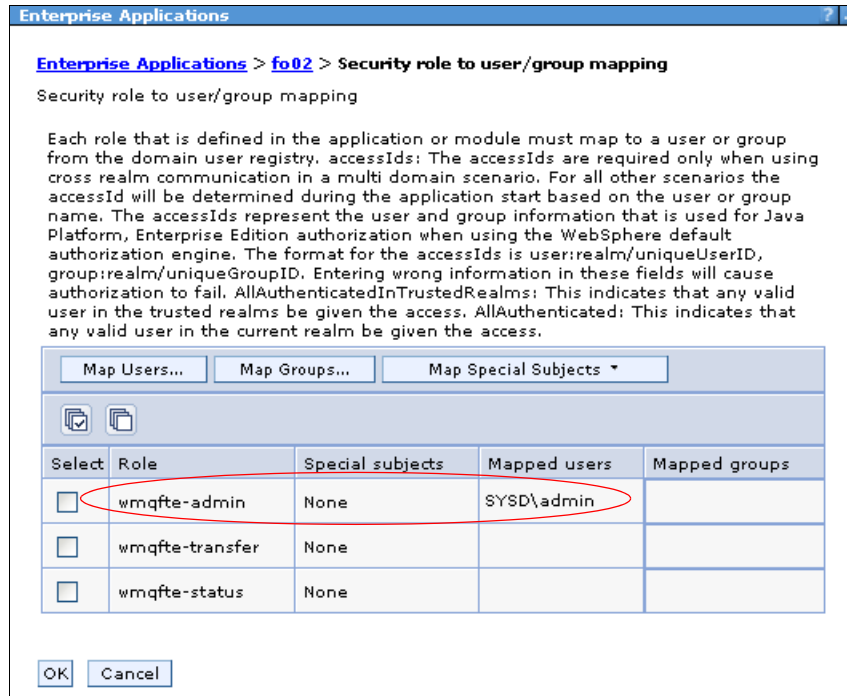 Enterprise Applications ?
Enterprise Applications > fo02 > Security role to user/group mapping
Security role to user/group mapping
Each role that is defined in the application or module must map to a user or group
from the domain user registry. accessIds: The accessIds are required only when using
cross realm communication in a multi domain scenario. For all other scenarios the
accessId will be determined during the application start based on the user or group
name. The accessIds represent the user and group information that is used for Java
Platform, Enterprise Edition authorization when using the WebSphere default
authorization engine. The format for the accessIds is user:realm/uniqueUserID,
group:realm/uniqueGroupID. Entering wrong information in these fields will cause
authorization to fail. AllAuthenticatedInTrustedRealms: This indicates that any valid
user in the trusted realms be given the access. AllAuthenticated: This indicates that
any valid user in the current realm be given the access.
Map Users... Map Groups... Map Special Subjects
Select Role Special subjects Mapped users Mapped groups
wmqfte-admin None SYSD\admin
wmqfte-transfer None
wmqfte-status None
OK Cancel